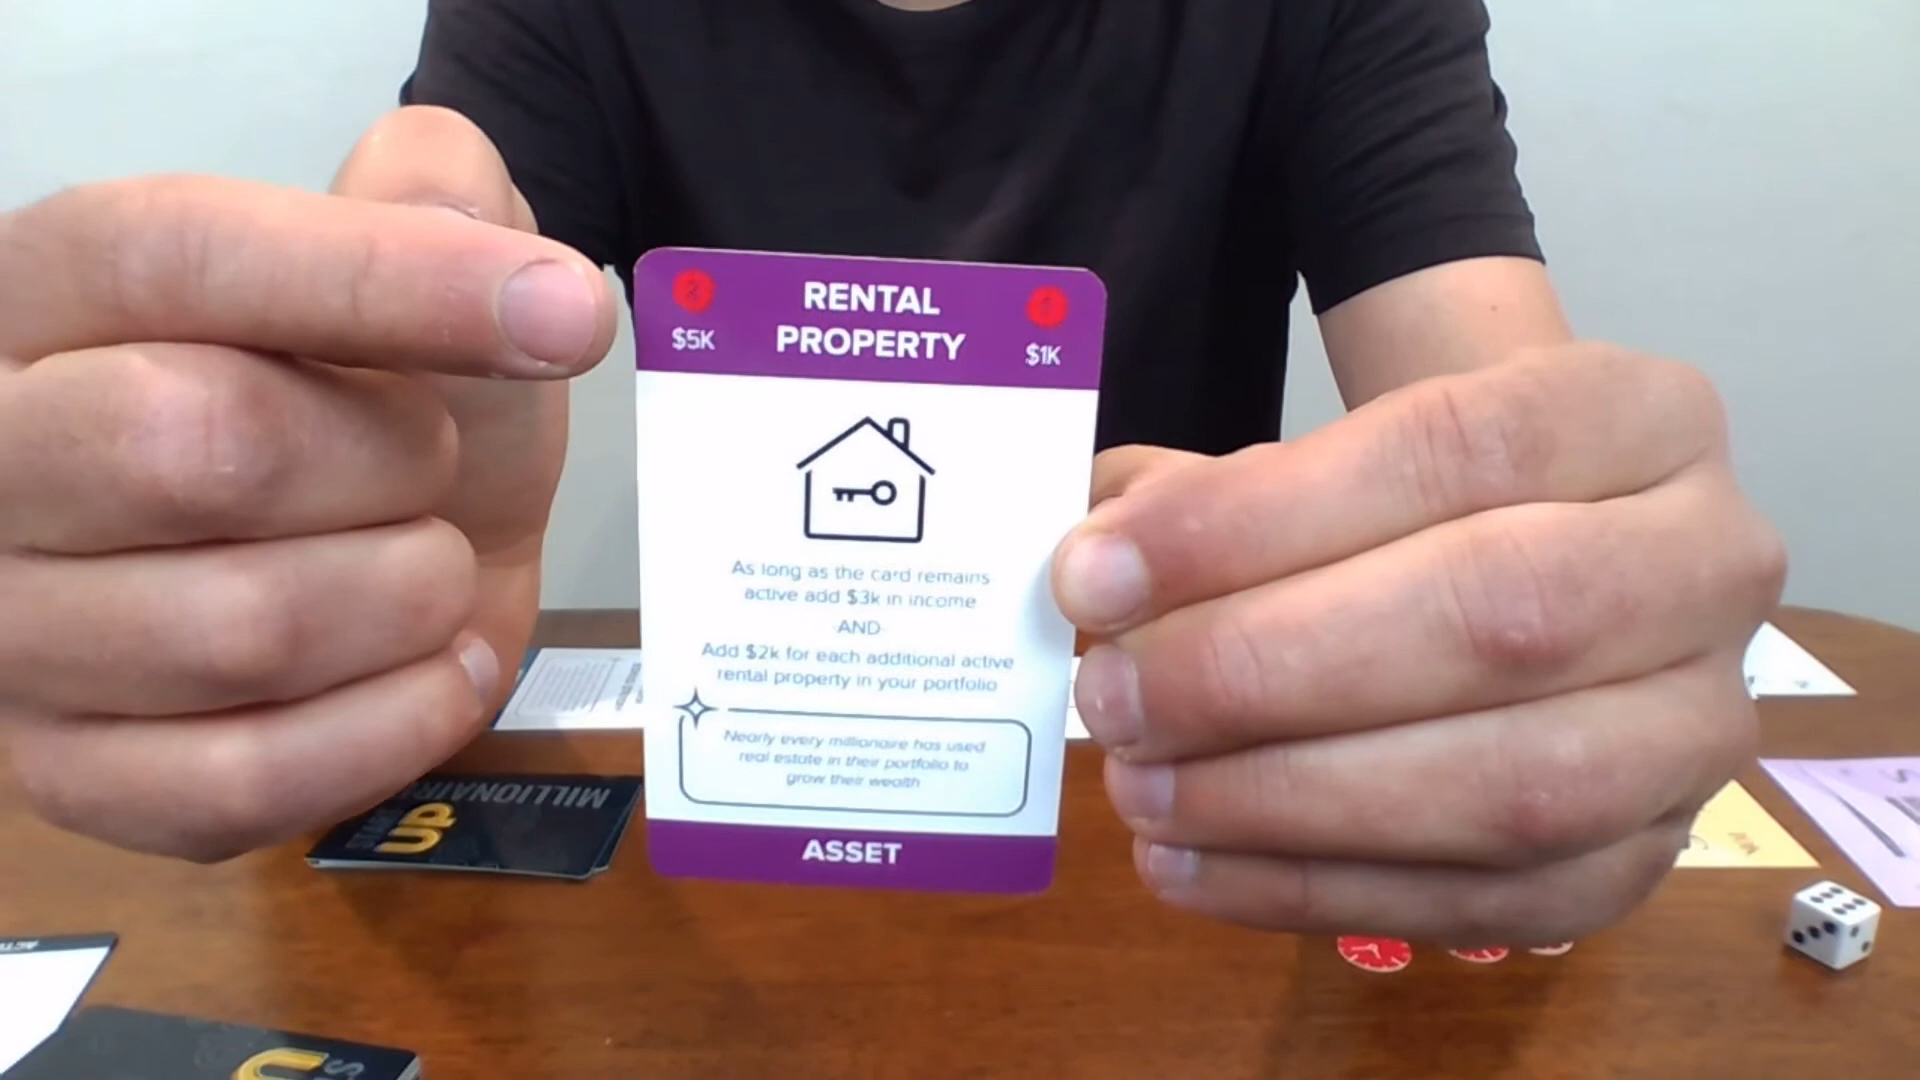 RENTAL
PROPERTY
$5K
$1K
As long as the card remains
active add $3k in income
AND
Add $2k for each additional active
rental property in your portfolio
Nearly every millionaire has used
real estate in their portfolio to
grow their wealth
ASSET
MILLIONAIRE
UP